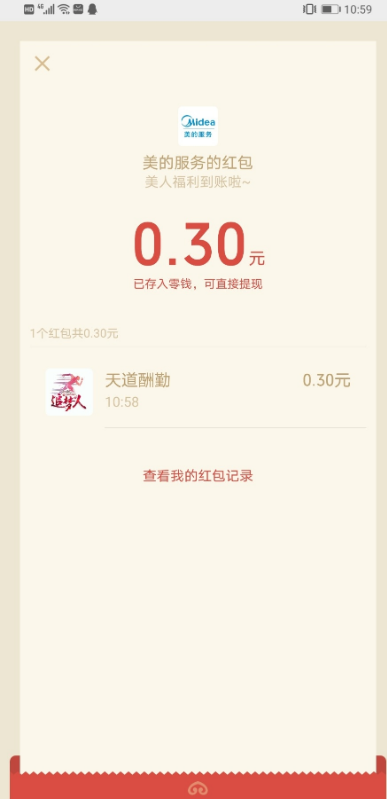 HD 4G 10:59
Midea
美的服务
美的服务的红包
美人福利到账啦~
0.30元
已存入零钱，可直接提现
1个红包共0.30元
追梦人
天道酬勤 0.30元
10:58
查看我的红包记录